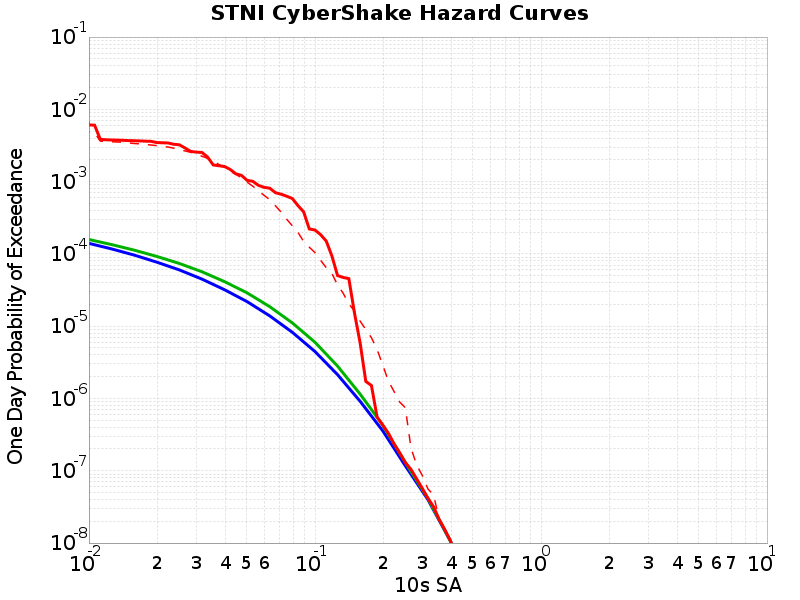 STNI CyberShake Hazard Curves
One Day Probability of Exceedance
10^-1
10^-2
10^-3
10^-4
10^-5
10^-6
10^-7
10^-8
10^-2 2 3 4 5 6 10^-1 2 3 4 5 6 7 10^0 2 3 4 5 6 7 10^1
10s SA